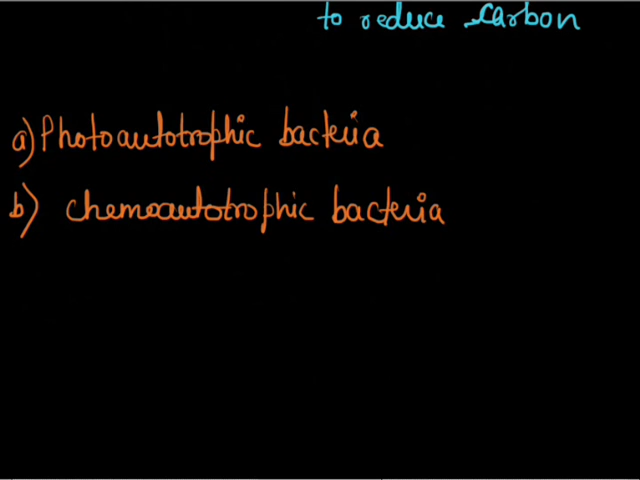 to reduce carbon
a) Photoautotrophic bacteria
b) chemoautotrophic bacteria